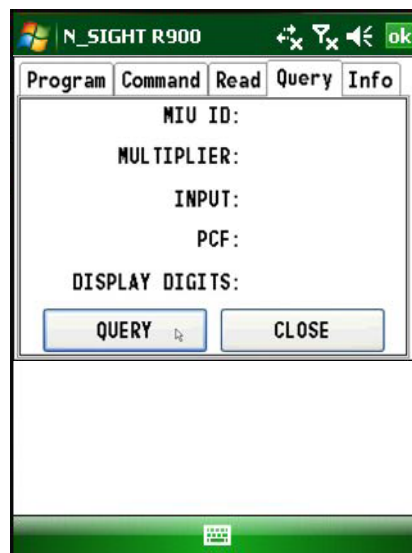 N_SIGHT R900 ok
Program Command Read Query Info
MIU ID:
MULTIPLIER:
INPUT:
PCF:
DISPLAY DIGITS:
QUERY CLOSE